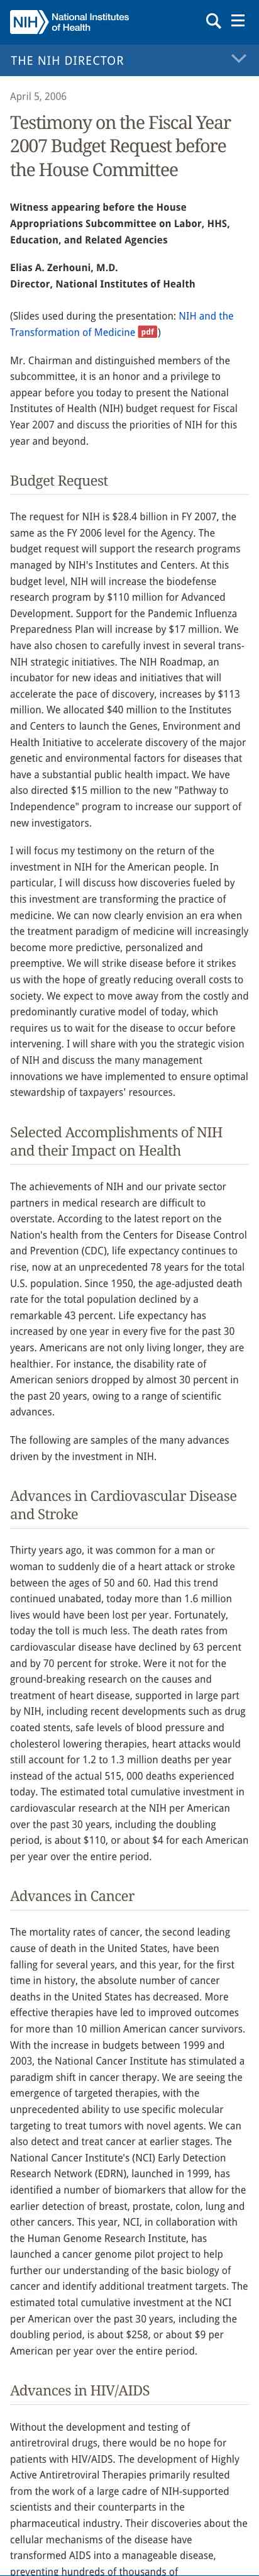 NIH National Institutes
of Health
THE NIH DIRECTOR
April 5, 2006
Testimony on the Fiscal Year
2007 Budget Request before
the House Committee
Witness appearing before the House
Appropriations Subcommittee on Labor, HHS,
Education, and Related Agencies
Elias A. Zerhouni, M.D.
Director, National Institutes of Health
(Slides used during the presentation: NIH and the
Transformation of Medicine pdf)
Mr. Chairman and distinguished members of the
subcommittee, it is an honor and a privilege to
appear before you today to present the National
Institutes of Health (NIH) budget request for Fiscal
Year 2007 and discuss the priorities of NIH for this
year and beyond.
Budget Request
The request for NIH is $28.4 billion in FY 2007, the
same as the FY 2006 level for the Agency. The
budget request will support the research programs
managed by NIH's Institutes and Centers. At this
budget level, NIH will increase the biodefense
research program by $110 million for Advanced
Development. Support for the Pandemic Influenza
Preparedness Plan will increase by $17 million. We
have also chosen to carefully invest in several trans-
NIH strategic initiatives. The NIH Roadmap, an
incubator for new ideas and initiatives that will
accelerate the pace of discovery, increases by $113
million. We allocated $40 million to the Institutes
and Centers to launch the Genes, Environment and
Health Initiative to accelerate discovery of the major
genetic and environmental factors for diseases that
have a substantial public health impact. We have
also directed $15 million to the new "Pathway to
Independence" program to increase our support of
new investigators.
I will focus my testimony on the return of the
investment in NIH for the American people. In
particular, I will discuss how discoveries fueled by
this investment are transforming the practice of
medicine. We can now clearly envision an era when
the treatment paradigm of medicine will increasingly
become more predictive, personalized and
preemptive. We will strike disease before it strikes
us with the hope of greatly reducing overall costs to
society. We expect to move away from the costly and
predominantly curative model of today, which
requires us to wait for the disease to occur before
intervening. I will share with you the strategic vision
of NIH and discuss the many management
innovations we have implemented to ensure optimal
stewardship of taxpayers' resources.
Selected Accomplishments of NIH
and their Impact on Health
The achievements of NIH and our private sector
partners in medical research are difficult to
overstate. According to the latest report on the
Nation's health from the Centers for Disease Control
and Prevention (CDC), life expectancy continues to
rise, now at an unprecedented 78 years for the total
U.S. population. Since 1950, the age-adjusted death
rate for the total population declined by a
remarkable 43 percent. Life expectancy has
increased by one year in every five for the past 30
years. Americans are not only living longer, they are
healthier. For instance, the disability rate of
American seniors dropped by almost 30 percent in
the past 20 years, owing to a range of scientific
advances.
The following are samples of the many advances
driven by the investment in NIH.
Advances in Cardiovascular Disease
and Stroke
Thirty years ago, it was common for a man or
woman to suddenly die of a heart attack or stroke
between the ages of 50 and 60. Had this trend
continued unabated, today more than 1.6 million
lives would have been lost per year. Fortunately,
today the toll is much less. The death rates from
cardiovascular disease have declined by 63 percent
and by 70 percent for stroke. Were it not for the
ground-breaking research on the causes and
treatment of heart disease, supported in large part
by NIH, including recent developments such as drug
coated stents, safe levels of blood pressure and
cholesterol lowering therapies, heart attacks would
still account for 1.2 to 1.3 million deaths per year
instead of the actual 515, 000 deaths experienced
today. The estimated total cumulative investment in
cardiovascular research at the NIH per American
over the past 30 years, including the doubling
period, is about $110, or about $4 for each American
per year over the entire period.
Advances in Cancer
The mortality rates of cancer, the second leading
cause of death in the United States, have been
falling for several years, and this year, for the first
time in history, the absolute number of cancer
deaths in the United States has decreased. More
effective therapies have led to improved outcomes
for more than 10 million American cancer survivors.
With the increase in budgets between 1999 and
2003, the National Cancer Institute has stimulated a
paradigm shift in cancer therapy. We are seeing the
emergence of targeted therapies, with the
unprecedented ability to use specific molecular
targeting to treat tumors with novel agents. We can
also detect and treat cancer at earlier stages. The
National Cancer Institute's (NCI) Early Detection
Research Network (EDRN), launched in 1999, has
identified a number of biomarkers that allow for the
earlier detection of breast, prostate, colon, lung and
other cancers. This year, NCI, in collaboration with
the Human Genome Research Institute, has
launched a cancer genome pilot project to help
further our understanding of the basic biology of
cancer and identify additional treatment targets. The
estimated total cumulative investment at the NCI
per American over the past 30 years, including the
doubling period, is about $258, or about $9 per
American per year over the entire period.
Advances in HIV/AIDS
Without the development and testing of
antiretroviral drugs, there would be no hope for
patients with HIV/AIDS. The development of Highly
Active Antiretroviral Therapies primarily resulted
from the work of a large cadre of NIH-supported
scientists and their counterparts in the
pharmaceutical industry. Their discoveries about the
cellular mechanisms of the disease have
transformed AIDS into a manageable disease,
preventing hundreds of thousands of